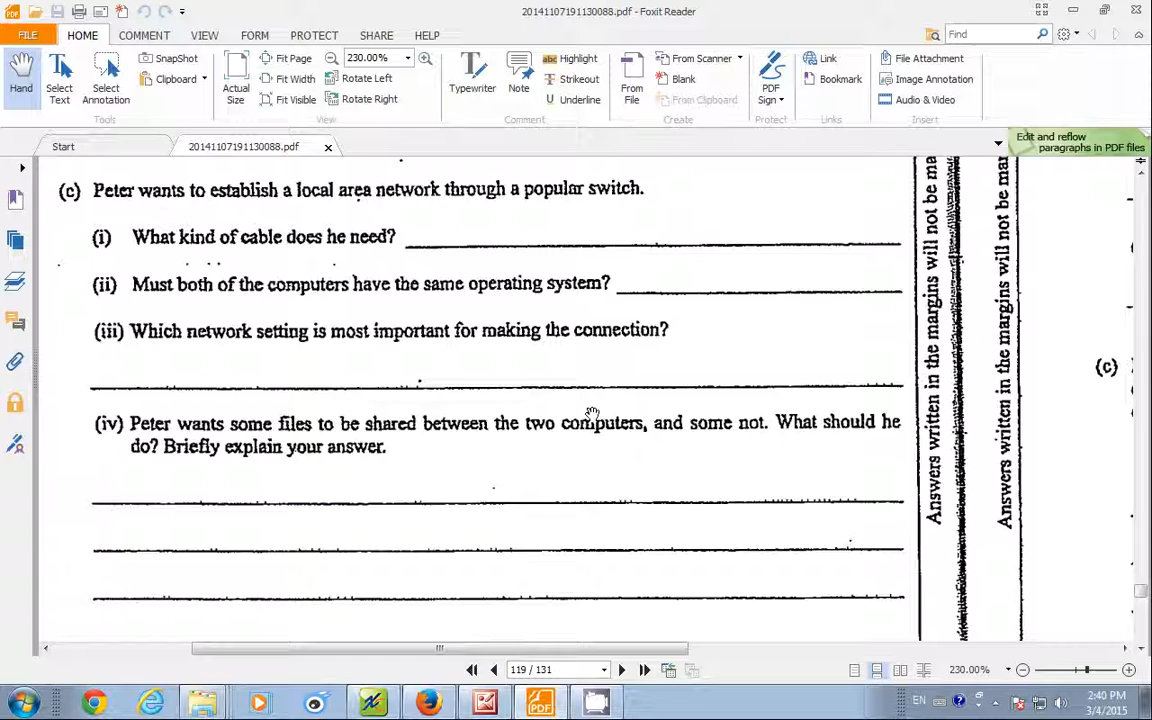 20141107191130088.pdf - Foxit Reader
FILE HOME COMMENT VIEW FORM PROTECT SHARE HELP
Find
Hand
Select Text
SnapShot
Clipboard
Select Annotation
Tools
Actual Size
Fit Page
Fit Width
Fit Visible
230.00%
Rotate Left
Rotate Right
View
Typewriter
Note
Highlight
Strikeout
Underline
Comment
From File
From Scanner
Blank
From Clipboard
Create
PDF Sign
Protect
Link
Bookmark
Links
File Attachment
Image Annotation
Audio & Video
Insert
Start
20141107191130088.pdf
Edit and reflow
paragraphs in PDF files
(c) Peter wants to establish a local area network through a popular switch.
(i) What kind of cable does he need?
(ii) Must both of the computers have the same operating system?
(iii) Which network setting is most important for making the connection?
(iv) Peter wants some files to be shared between the two computers, and some not. What should he
do? Briefly explain your answer.
Answers written in the margins will not be ma
Answers written in the margins will not be mar
(c)
119 / 131
230.00%
EN
2:40 PM
3/4/2015